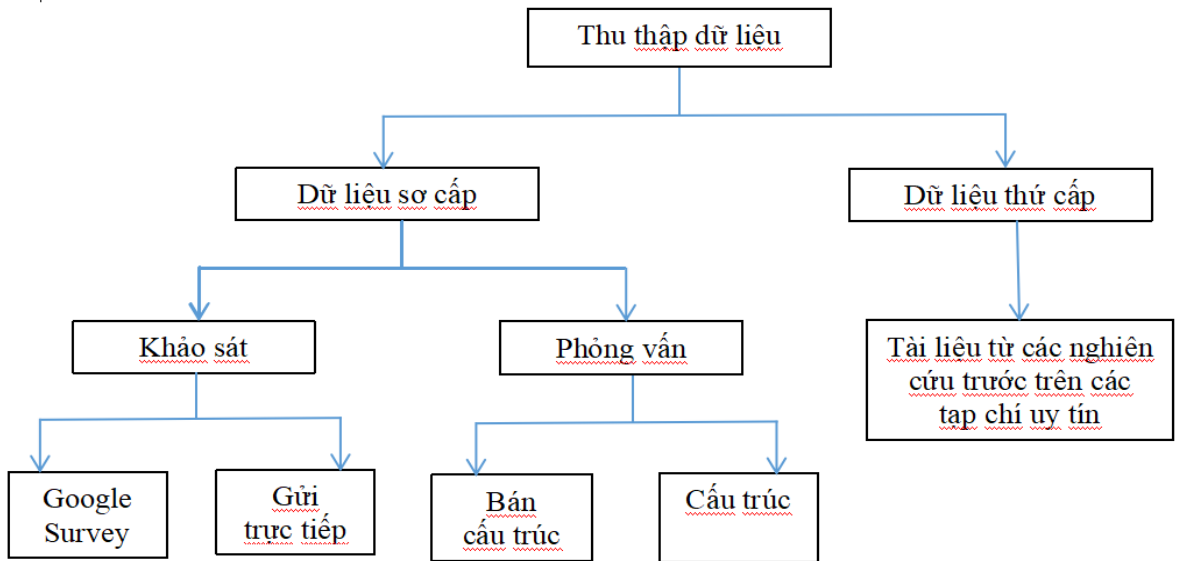 Thu thập dữ liệu
Dữ liệu sơ cấp
Dữ liệu thứ cấp
Khảo sát
Phỏng vấn
Tài liệu từ các nghiên
cứu trước trên các
tạp chí uy tín
Google
Survey
Gửi
trực tiếp
Bán
cấu trúc
Cấu trúc